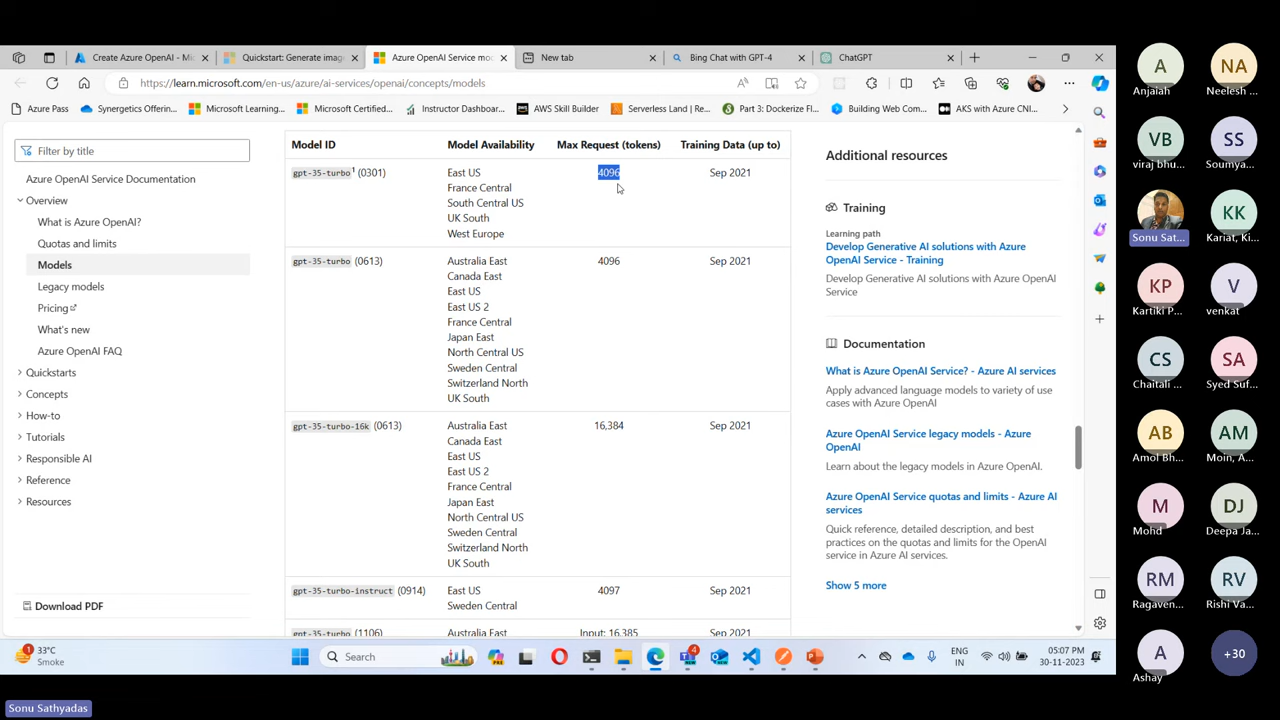 Create Azure OpenAI - Mi
Quickstart: Generate imag
Azure OpenAI Service mo
New tab
Bing Chat with GPT-4
ChatGPT
https://learn.microsoft.com/en-us/azure/ai-services/openai/concepts/models
Azure Pass
Synergetics Offering...
Microsoft Learning...
Microsoft Certified...
Instructor Dashboar...
AWS Skill Builder
Serverless Land | Re...
Part 3: Dockerize Fl...
Building Web Com...
AKS with Azure CNI...
Filter by title
Azure OpenAI Service Documentation
Overview
What is Azure OpenAI?
Quotas and limits
Models
Legacy models
Pricing
What's new
Azure OpenAI FAQ
Quickstarts
Concepts
How-to
Tutorials
Responsible AI
Reference
Resources
Download PDF
Model ID Model Availability Max Request (tokens) Training Data (up to)
gpt-35-turbo1 (0301) East US 4096 Sep 2021
France Central
South Central US
UK South
West Europe
gpt-35-turbo (0613) Australia East 4096 Sep 2021
Canada East
East US
East US 2
France Central
Japan East
North Central US
Sweden Central
Switzerland North
UK South
gpt-35-turbo-16k (0613) Australia East 16,384 Sep 2021
Canada East
East US
East US 2
France Central
Japan East
North Central US
Sweden Central
Switzerland North
UK South
gpt-35-turbo-instruct (0914) East US 4097 Sep 2021
Sweden Central
gpt-35-turbo (1106) Australia East Input: 16,385 Sep 2021
Additional resources
Training
Learning path
Develop Generative AI solutions with Azure
OpenAI Service - Training
Develop Generative AI solutions with Azure OpenAI
Service
Documentation
What is Azure OpenAI Service? - Azure AI services
Apply advanced language models to variety of use
cases with Azure OpenAI
Azure OpenAI Service legacy models - Azure
OpenAI
Learn about the legacy models in Azure OpenAI.
Azure OpenAI Service quotas and limits - Azure AI
services
Quick reference, detailed description, and best
practices on the quotas and limits for the OpenAI
service in Azure AI services.
Show 5 more
1
33°C
Smoke
Search
PRE
4
ENG
IN
05:07 PM
30-11-2023
A
Anjaiah
NA
Neelesh ...
VB
viraj bhu...
SS
Soumya...
Sonu Sat...
KK
Kariat, Ki...
KP
Kartiki P...
V
venkat
CS
Chaitali ...
SA
Syed Suf...
AB
Amol Bh...
AM
Moin, A...
M
Mohd
DJ
Deepa Ja...
RM
Ragaven...
RV
Rishi Va...
A
Ashay
+30
Sonu Sathyadas